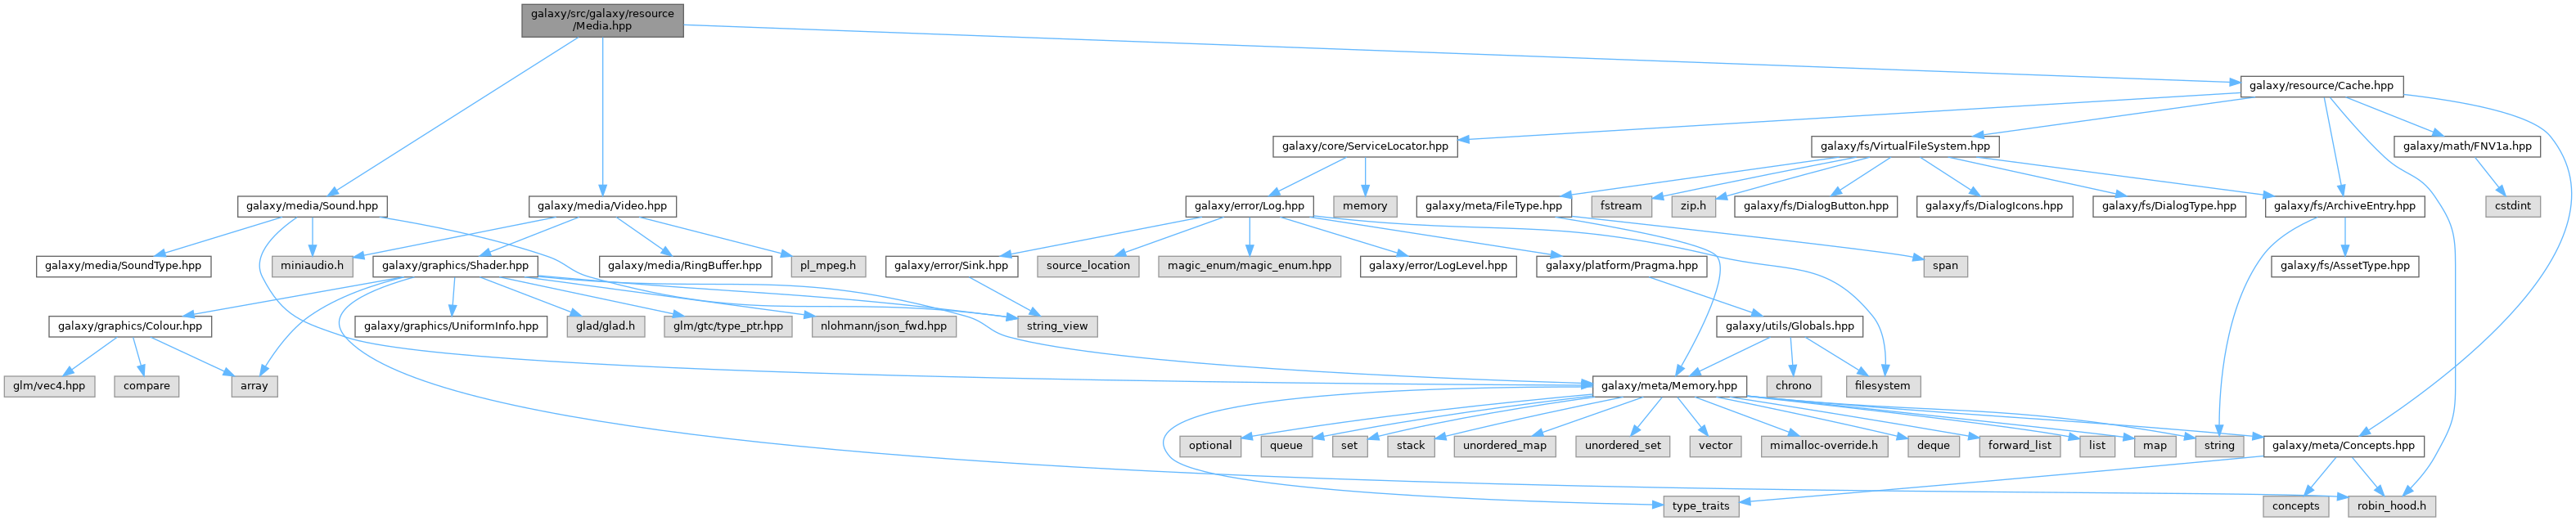 galaxy/src/galaxy/resource
/Media.hpp
galaxy/resource/Cache.hpp
galaxy/core/ServiceLocator.hpp
galaxy/fs/VirtualFileSystem.hpp
galaxy/math/FNV1a.hpp
galaxy/media/Sound.hpp
galaxy/media/Video.hpp
galaxy/error/Log.hpp
memory
galaxy/meta/FileType.hpp
fstream
zip.h
galaxy/fs/DialogButton.hpp
galaxy/fs/DialogIcons.hpp
galaxy/fs/DialogType.hpp
galaxy/fs/ArchiveEntry.hpp
cstdint
galaxy/media/SoundType.hpp
miniaudio.h
galaxy/graphics/Shader.hpp
galaxy/media/RingBuffer.hpp
pl_mpeg.h
galaxy/error/Sink.hpp
source_location
magic_enum/magic_enum.hpp
galaxy/error/LogLevel.hpp
galaxy/platform/Pragma.hpp
span
galaxy/fs/AssetType.hpp
galaxy/graphics/Colour.hpp
galaxy/graphics/UniformInfo.hpp
glad/glad.h
glm/gtc/type_ptr.hpp
nlohmann/json_fwd.hpp
string_view
galaxy/utils/Globals.hpp
glm/vec4.hpp
compare
array
galaxy/meta/Memory.hpp
chrono
filesystem
optional
queue
set
stack
unordered_map
unordered_set
vector
mimalloc-override.h
deque
forward_list
list
map
string
galaxy/meta/Concepts.hpp
type_traits
concepts
robin_hood.h